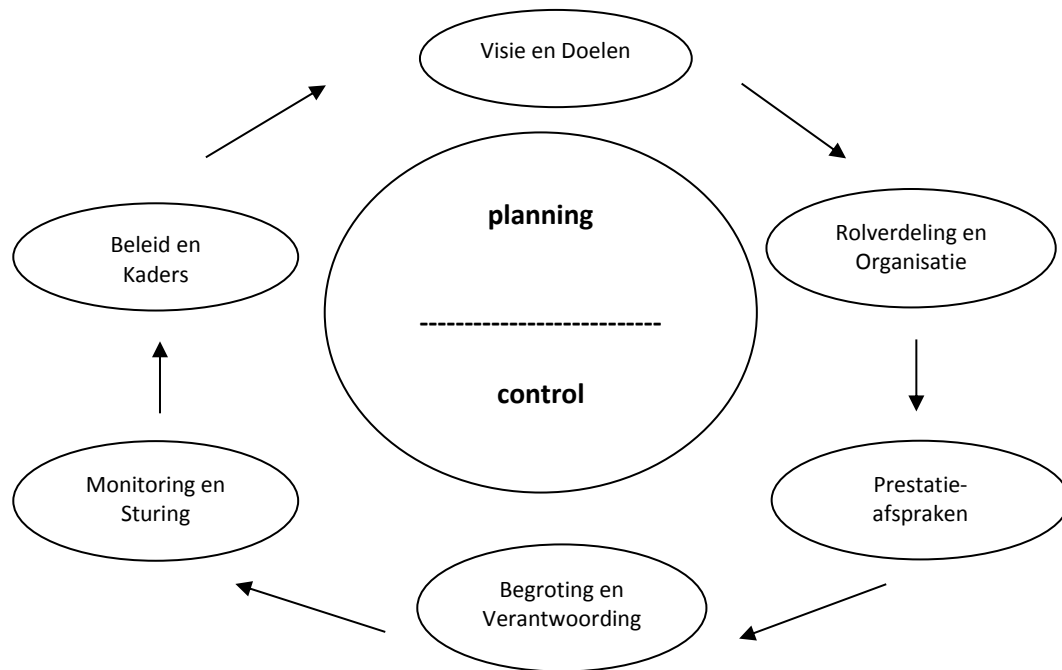 Visie en Doelen
planning
Rolverdeling en
Organisatie
Beleid en
Kaders
control
Monitoring en
Sturing
Prestatie-
afspraken
Begroting en
Verantwoording